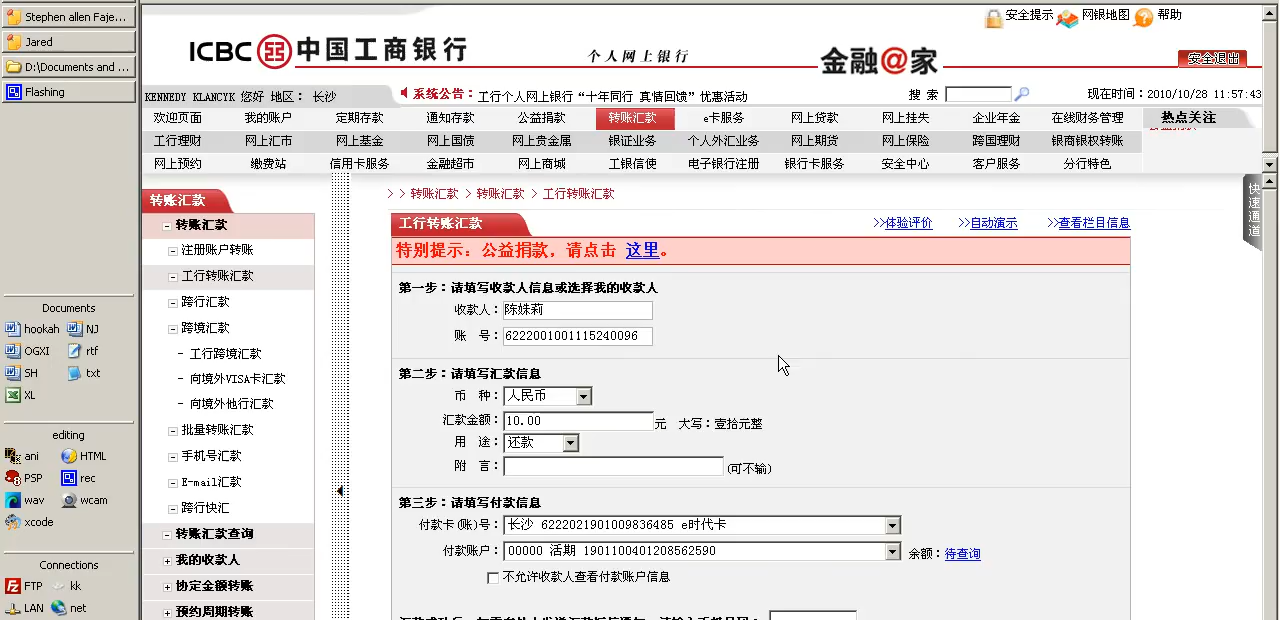 Stephen allen Faje...
Jared
D:\Documents and ...
Flashing
Documents
hookah NJ
OGXI rtf
SH txt
XL
editing
ani HTML
PSP rec
wav wcam
xcode
Connections
FTP kk
LAN net
安全提示 网银地图 帮助
ICBC 中国工商银行 个人网上银行 金融@家 安全退出
KENNEDY KLANCYK 您好 地区： 长沙 系统公告： 工行个人网上银行“十年同行 真情回馈”优惠活动 搜 索 现在时间：2010/10/28 11:57:43
欢迎页面 我的账户 定期存款 通知存款 公益捐款 转账汇款 e卡服务 网上贷款 网上挂失 企业年金 在线财务管理 热点关注
工行理财 网上汇市 网上基金 网上国债 网上贵金属 银证业务 个人外汇业务 网上期货 网上保险 跨国理财 银商银权转账
网上预约 缴费站 信用卡服务 金融超市 网上商城 工银信使 电子银行注册 银行卡服务 安全中心 客户服务 分行特色
快速通道
转账汇款
- 转账汇款
- 注册账户转账
- 工行转账汇款
- 跨行汇款
- 跨境汇款
- 工行跨境汇款
- 向境外VISA卡汇款
- 向境外他行汇款
- 批量转账汇款
- 手机号汇款
- E-mail汇款
- 跨行快汇
- 转账汇款查询
+ 我的收款人
+ 协定金额转账
+ 预约周期转账
> > 转账汇款 > 转账汇款 > 工行转账汇款
工行转账汇款 >>体验评价 >>自动演示 >>查看栏目信息
特别提示：公益捐款，请点击 这里。
第一步：请填写收款人信息或选择我的收款人
收款人：陈姝莉
账 号：6222001001115240096
第二步：请填写汇款信息
币 种：人民币
汇款金额：10.00 元 大写：壹拾元整
用 途：还款
附 言： (可不输)
第三步：请填写付款信息
付款卡(账)号：长沙 6222021901009836485 e时代卡
付款账户：00000 活期 1901100401208562590 余额：待查询
不允许收款人查看付款账户信息